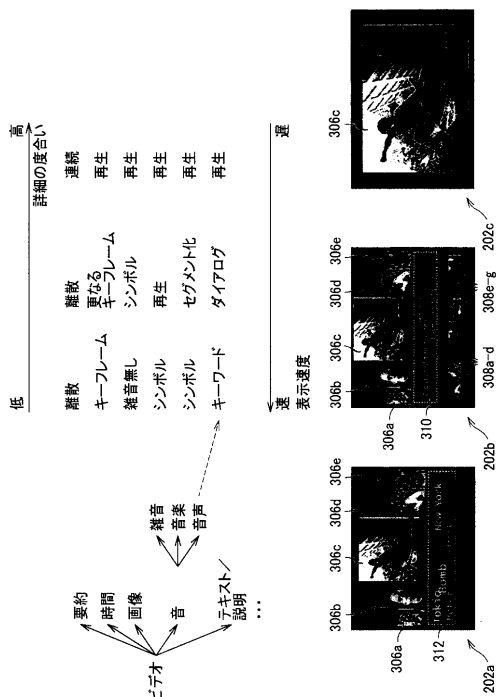 低 高
詳細の度合い
要約 離散 離散 連続
時間 キーフレーム 更なる 再生
キーフレーム
画像 雑音 雑音無し シンボル 再生
ビデオ 音楽 シンボル 再生 再生
音 音声 シンボル セグメント化 再生
キーワード ダイアログ 再生
テキスト/
説明
・・・
速 遅
表示速度
306b 306c 306d 306e
306a
312
Tokio Bomb New York
202a
306b 306c 306d 306e
306a
310
308a-d 308e-g
202b
306c
202c